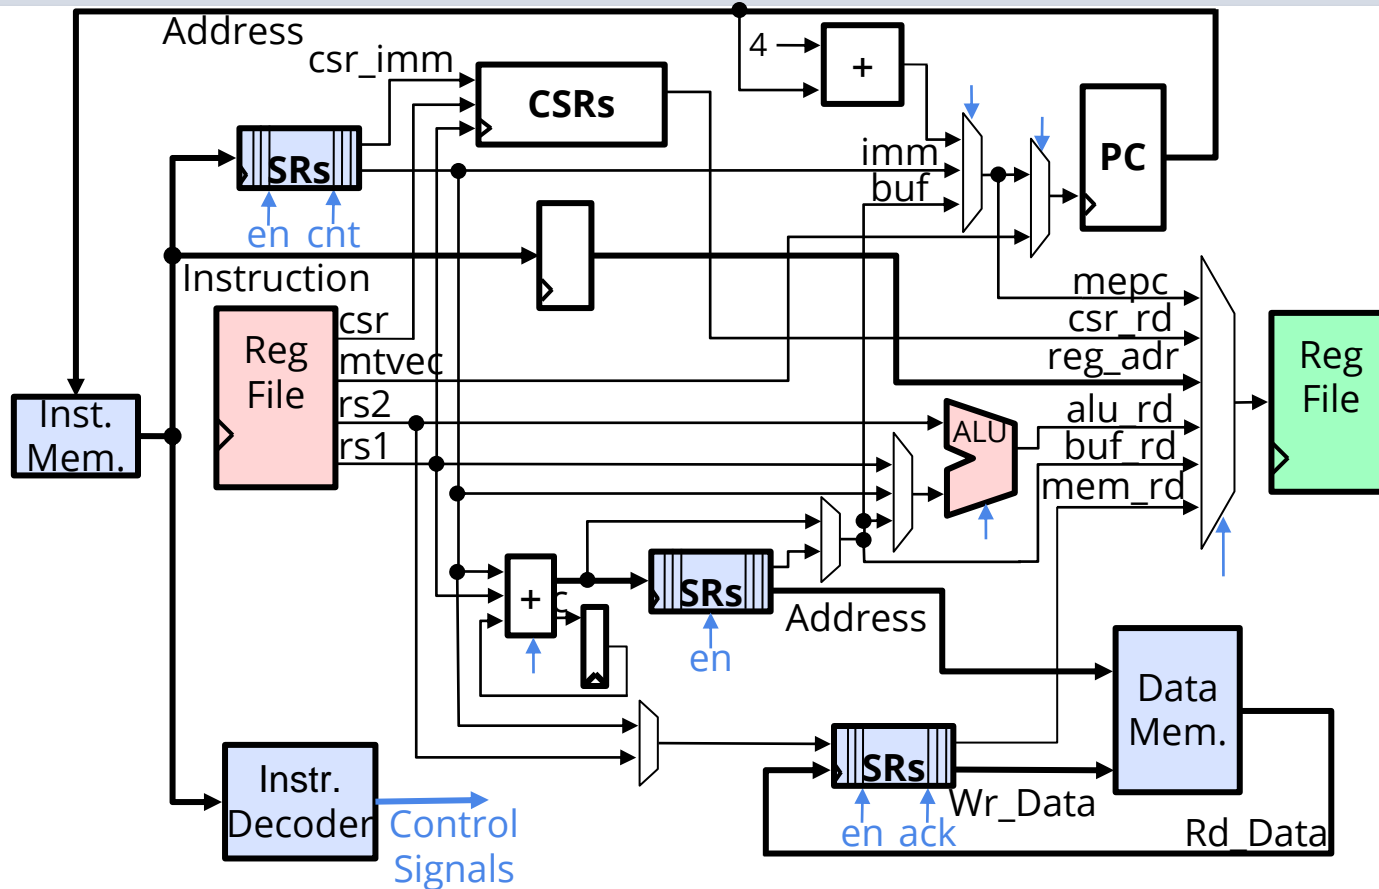 Address
4
+
csr_imm
CSRs
SRs
en cnt
imm
buf
PC
Instruction
Reg
File
csr
mtvec
rs2
rs1
Inst.
Mem.
mepc
csr_rd
reg_adr
alu_rd
buf_rd
mem_rd
ALU
Reg
File
+
c
SRs
en
Address
Data
Mem.
Instr.
Decoder
Control
Signals
SRs
en ack
Wr_Data
Rd_Data